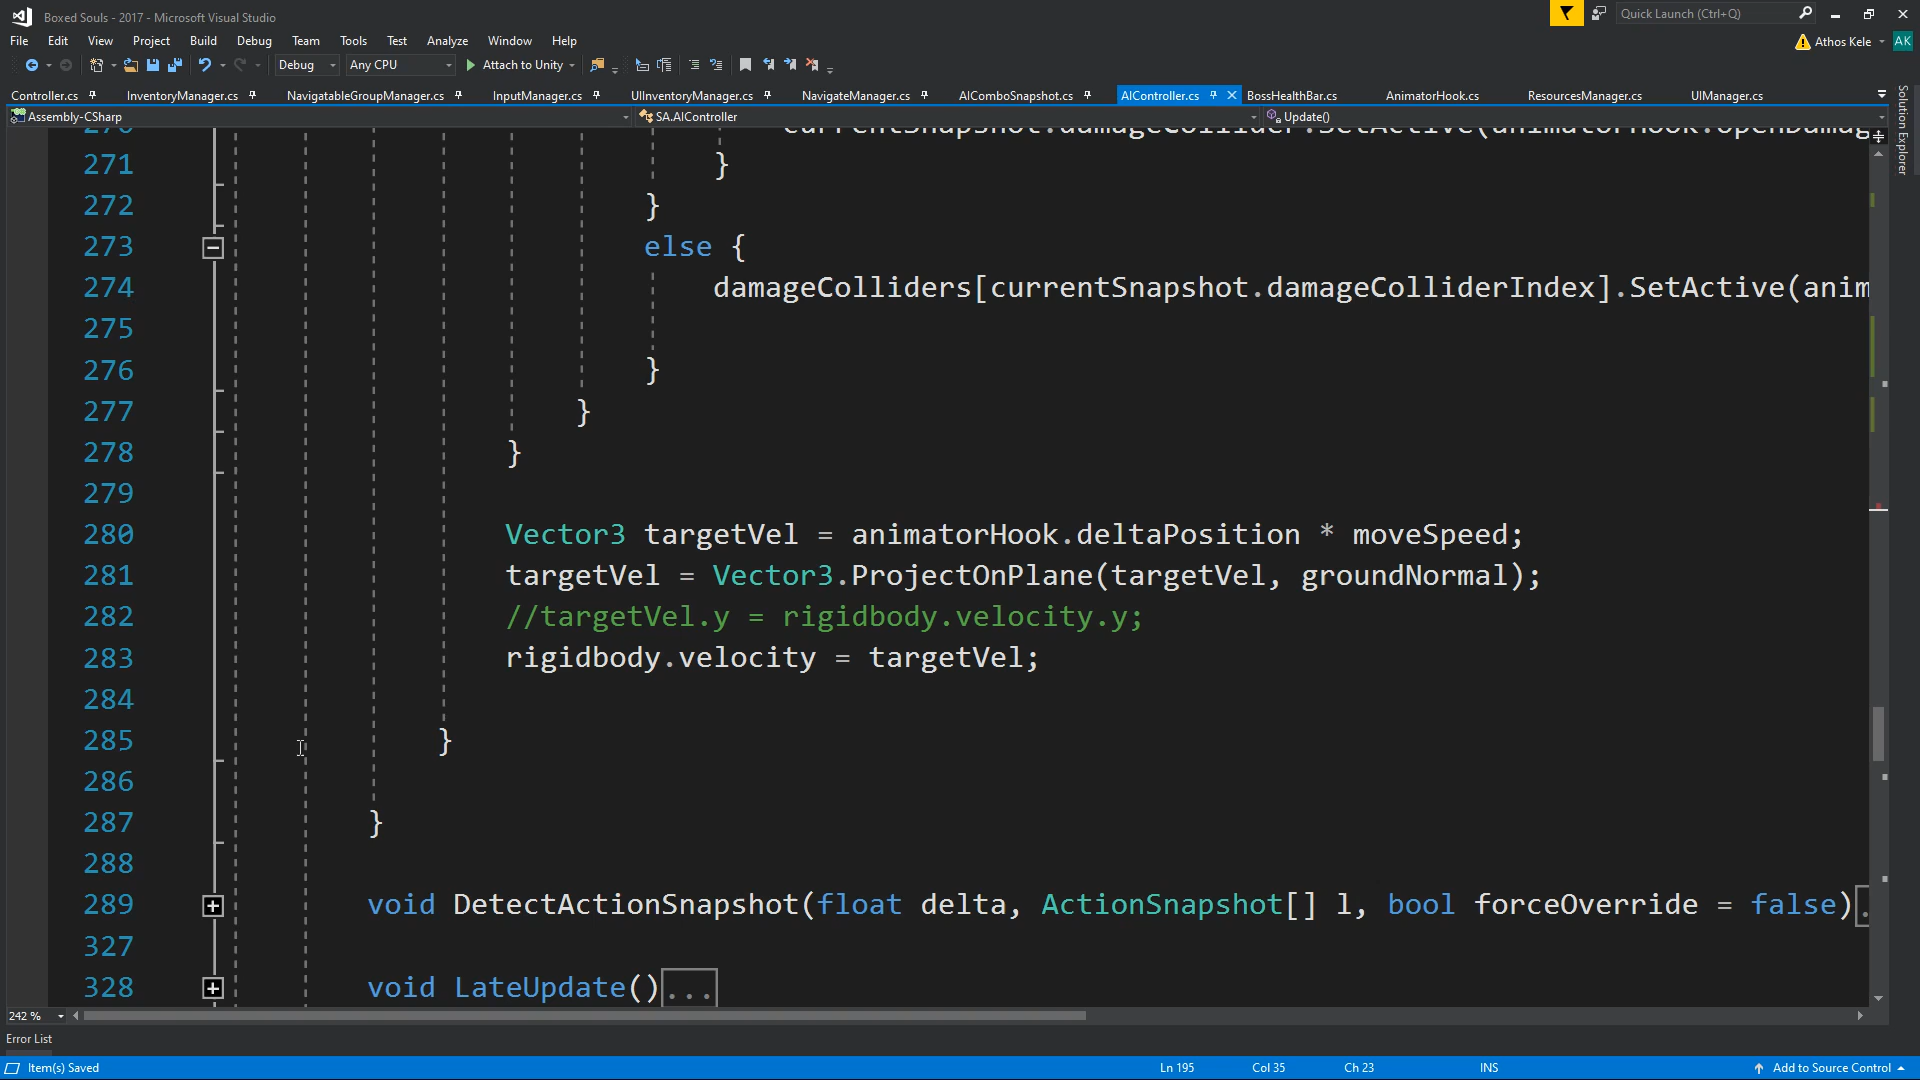 Boxed Souls - 2017 - Microsoft Visual Studio
Quick Launch (Ctrl+Q)
File Edit View Project Build Debug Team Tools Test Analyze Window Help
Athos Kele AK
Debug Any CPU Attach to Unity
Controller.cs InventoryManager.cs NavigatableGroupManager.cs InputManager.cs UIInventoryManager.cs NavigateManager.cs AIComboSnapshot.cs AIController.cs BossHealthBar.cs AnimatorHook.cs ResourcesManager.cs UIManager.cs
Solution Explorer
Assembly-CSharp SA.AIController Update()
270 currentSnapshot.damageCollider.SetActive(animatorHook.openDamag
271 }
272 }
273 else {
274 damageColliders[currentSnapshot.damageColliderIndex].SetActive(anim
275
276 }
277 }
278 }
279
280 Vector3 targetVel = animatorHook.deltaPosition * moveSpeed;
281 targetVel = Vector3.ProjectOnPlane(targetVel, groundNormal);
282 //targetVel.y = rigidbody.velocity.y;
283 rigidbody.velocity = targetVel;
284
285 }
286
287 }
288
289 void DetectActionSnapshot(float delta, ActionSnapshot[] l, bool forceOverride = false)
327
328 void LateUpdate()...
242 %
Error List
Item(s) Saved Ln 195 Col 35 Ch 23 INS Add to Source Control